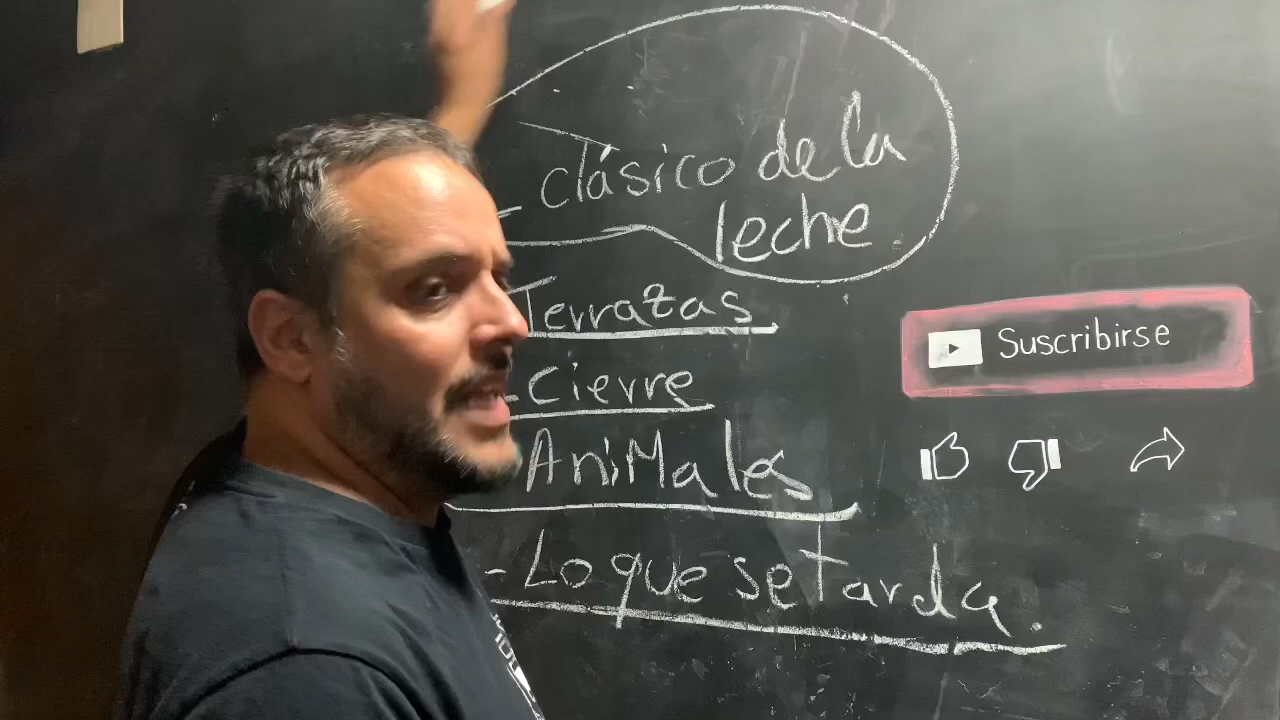 - clásico de la
leche
Terrazas
- Cierre
AniMales
- Lo que se tarda.
Suscribirse